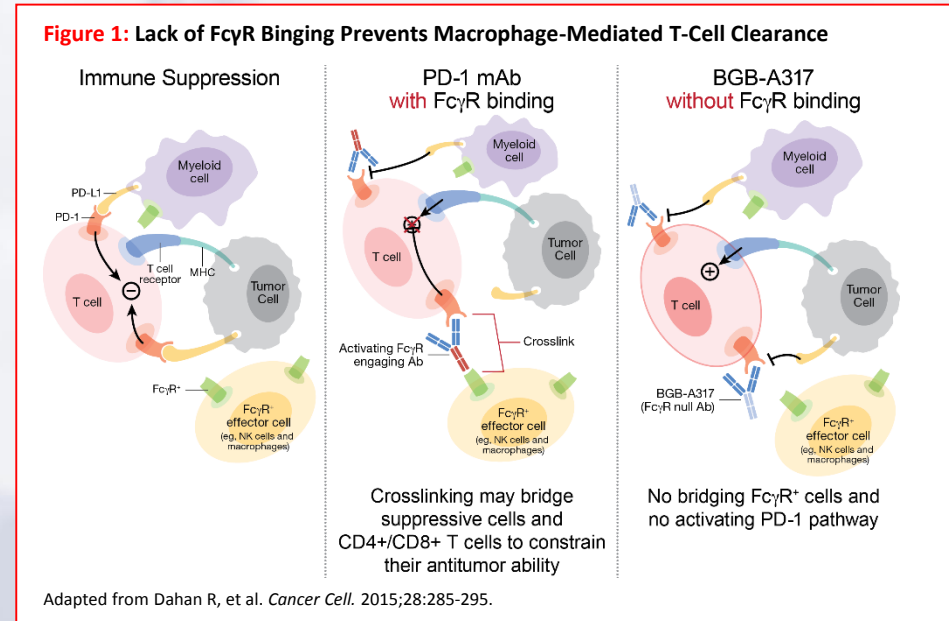 Figure 1: Lack of FcγR Binging Prevents Macrophage-Mediated T-Cell Clearance
Immune Suppression
Myeloid
cell
PD-L1
PD-1
T cell
receptor
MHC
T cell
−
Tumor
Cell
FcγR⁺
FcγR⁺
effector cell
(eg, NK cells and
macrophages)
PD-1 mAb
with FcγR binding
Myeloid
cell
T cell
Tumor
Cell
Crosslink
Activating FcγR
engaging Ab
FcγR⁺
effector cell
(eg, NK cells and
macrophages)
Crosslinking may bridge
suppressive cells and
CD4+/CD8+ T cells to constrain
their antitumor ability
BGB-A317
without FcγR binding
Myeloid
cell
+
T cell
Tumor
Cell
BGB-A317
(FcγR null Ab)
FcγR⁺
effector cell
(eg, NK cells and
macrophages)
No bridging FcγR⁺ cells and
no activating PD-1 pathway
Adapted from Dahan R, et al. Cancer Cell. 2015;28:285-295.